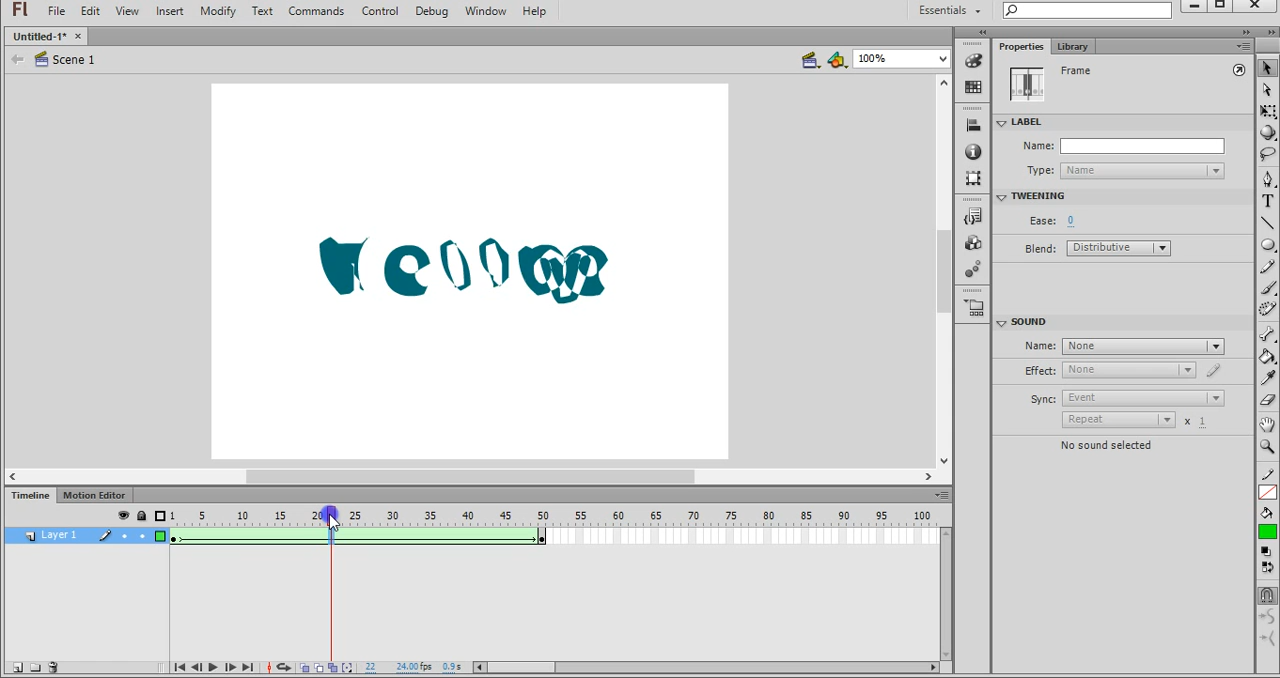 Fl File Edit View Insert Modify Text Commands Control Debug Window Help Essentials
Untitled-1* ×
Scene 1 100%
Properties Library
Frame
LABEL
Name:
Type: Name
TWEENING
Ease: 0
Blend: Distributive
SOUND
Name: None
Effect: None
Sync: Event
Repeat x 1
No sound selected
Timeline Motion Editor
1 5 10 15 20 25 30 35 40 45 50 55 60 65 70 75 80 85 90 95 100
Layer 1
22 24.00 fps 0.9 s